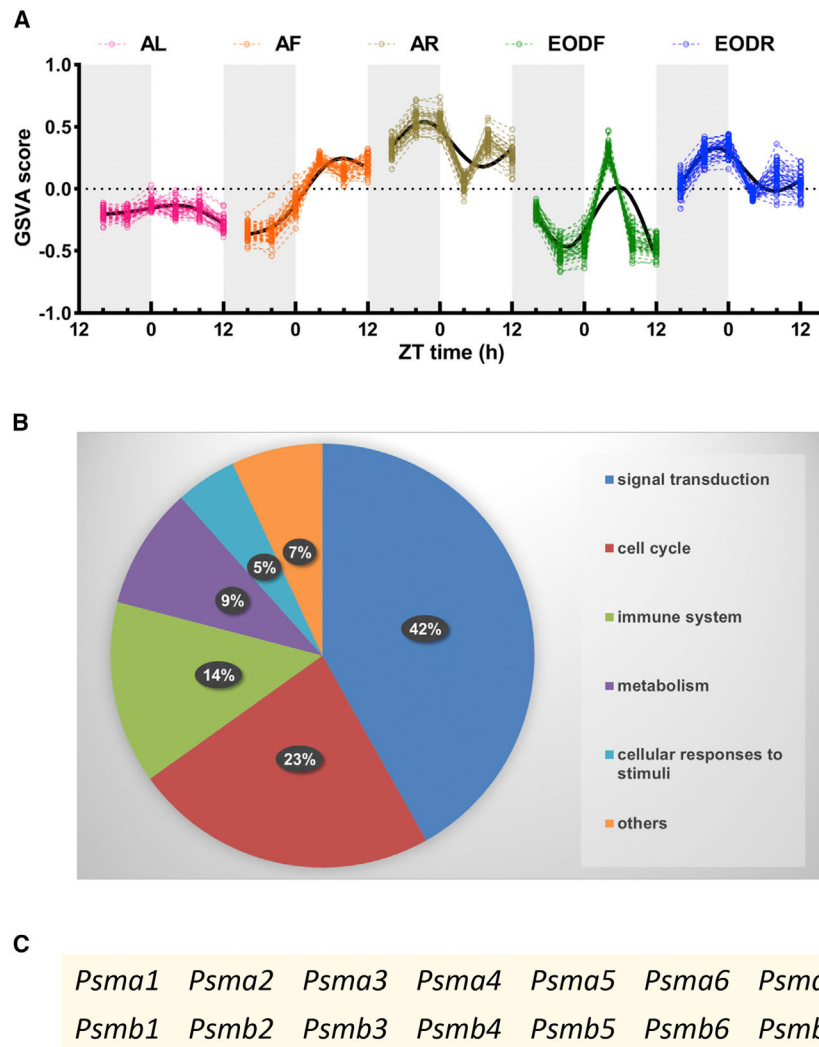 A
AL AF AR EODF EODR
1.0
0.5
0.0
-0.5
-1.0
GSVA score
12 0 12 0 12 0 12 0 12 0 12
ZT time (h)
B
42%
23%
14%
9%
5%
7%
signal transduction
cell cycle
immune system
metabolism
cellular responses to
stimuli
others
C
Psma1 Psma2 Psma3 Psma4 Psma5 Psma6 Psma
Psmb1 Psmb2 Psmb3 Psmb4 Psmb5 Psmb6 Psmb